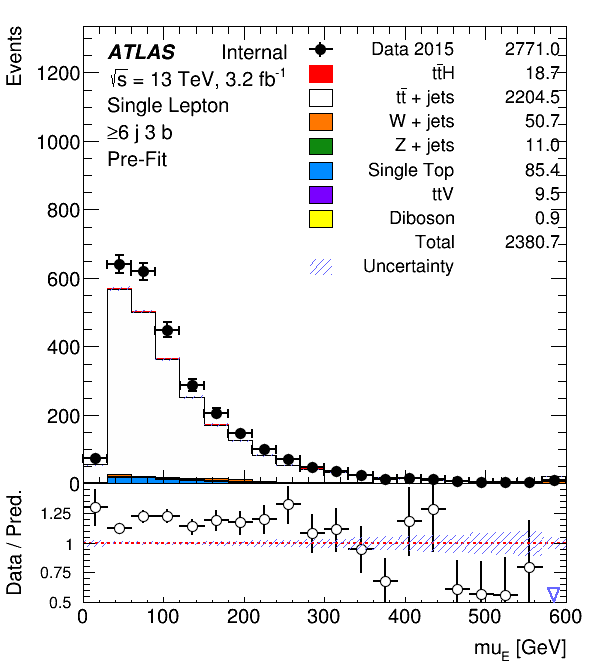 Events
ATLAS Internal
√s = 13 TeV, 3.2 fb⁻¹
Single Lepton
≥6 j 3 b
Pre-Fit
Data 2015 2771.0
tt̄H 18.7
tt̄ + jets 2204.5
W + jets 50.7
Z + jets 11.0
Single Top 85.4
ttV 9.5
Diboson 0.9
Total 2380.7
Uncertainty
1200
1000
800
600
400
200
0
Data / Pred.
1.25
1
0.75
0.5
0 100 200 300 400 500 600
mu_E [GeV]